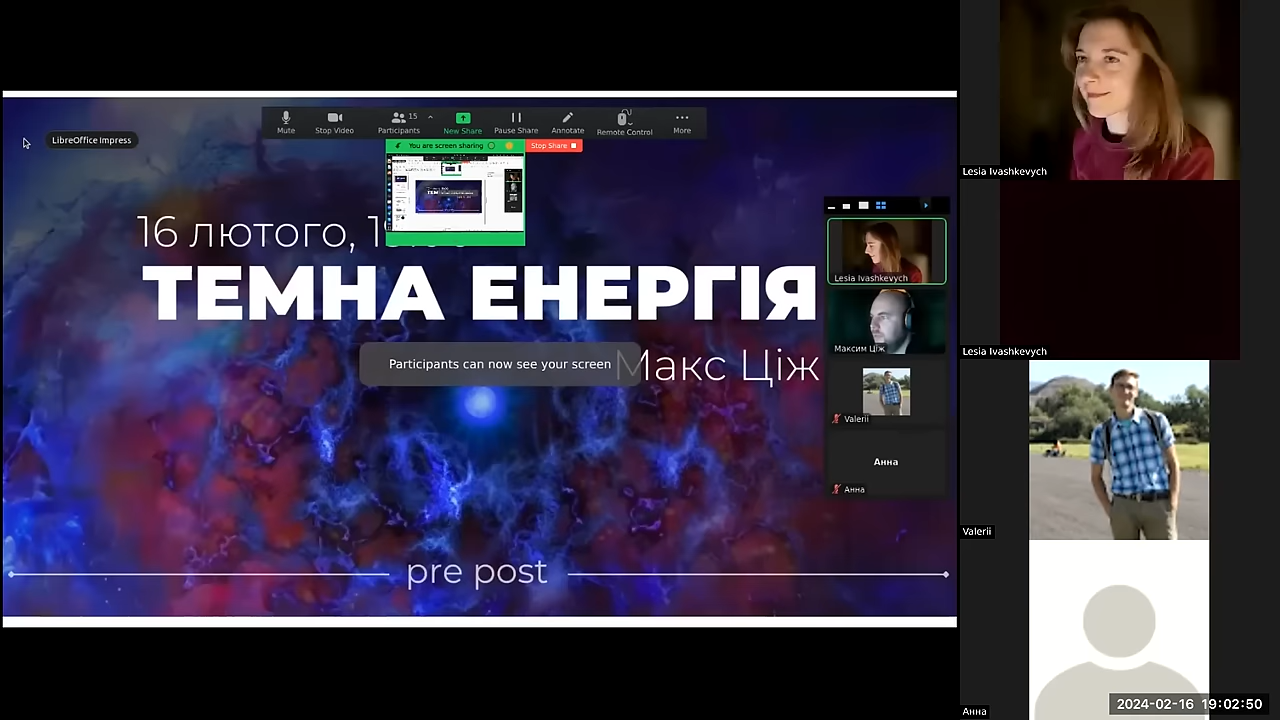 LibreOffice Impress
Mute
Stop Video
Participants
15
New Share
Pause Share
Annotate
Remote Control
More
You are screen sharing
Stop Share
16 лютого, 1
ТЕМНА ЕНЕРГІЯ
Participants can now see your screen
Макс Ціж
pre post
Lesia Ivashkevych
Максим Ціж
Valerii
Анна
Анна
Lesia Ivashkevych
Lesia Ivashkevych
Valerii
Анна
2024-02-16 19:02:50